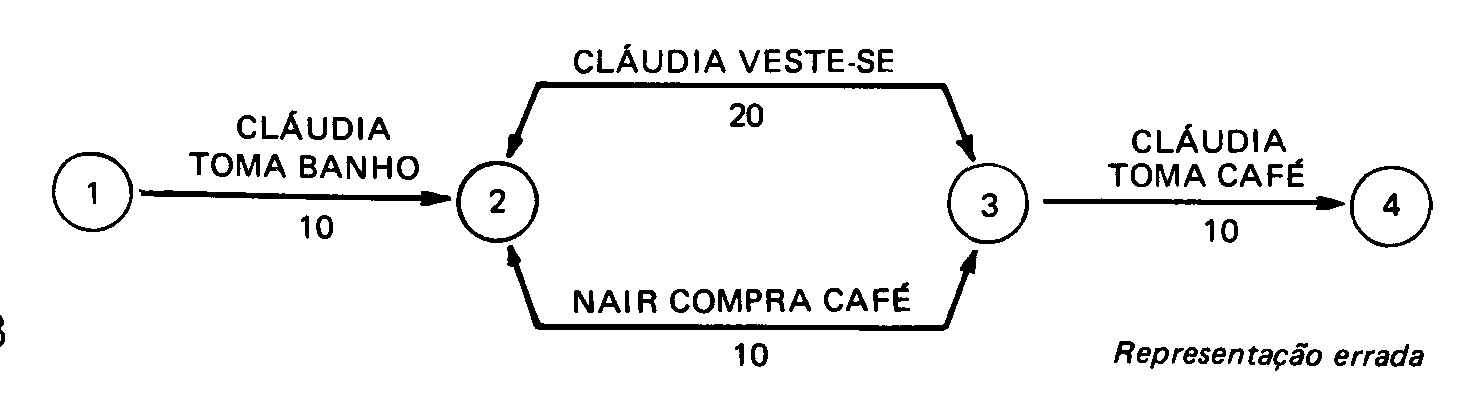 CLÁUDIA VESTE-SE
20
CLÁUDIA
TOMA BANHO
10
CLÁUDIA
TOMA CAFÉ
10
1
2
3
4
NAIR COMPRA CAFÉ
10
Representação errada